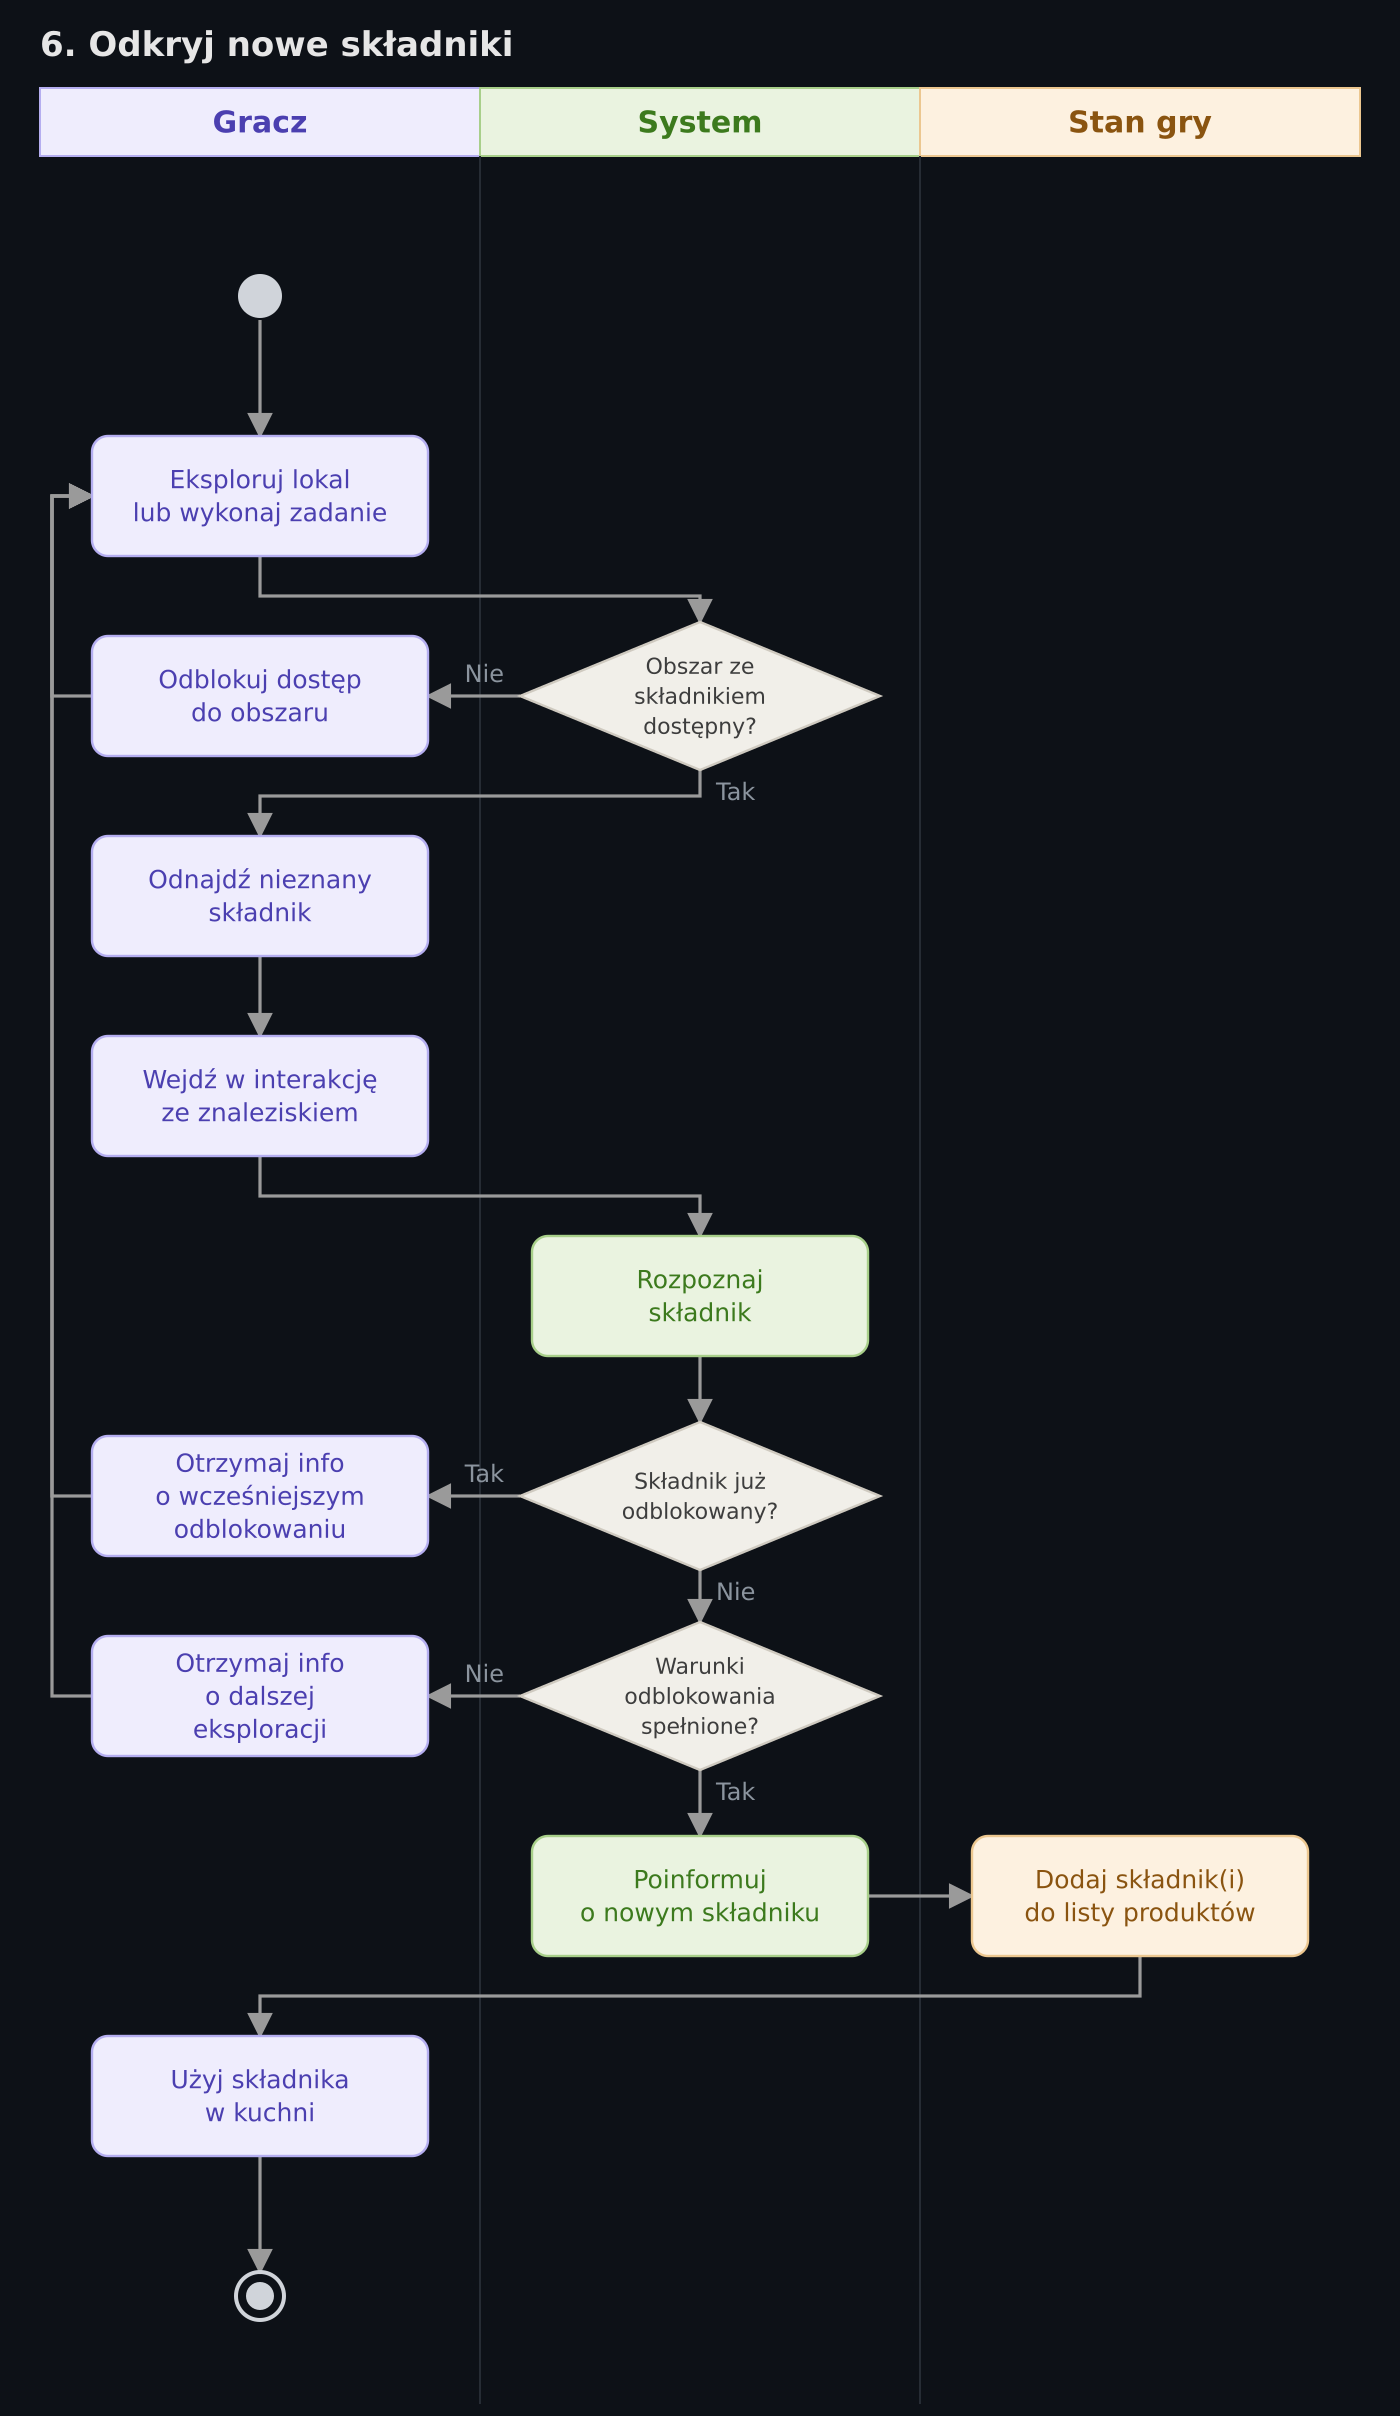 6. Odkryj nowe składniki
Gracz
System
Stan gry
Eksploruj lokal
lub wykonaj zadanie
Obszar ze
składnikiem
dostępny?
Nie
Odblokuj dostęp
do obszaru
Tak
Odnajdź nieznany
składnik
Wejdź w interakcję
ze znaleziskiem
Rozpoznaj
składnik
Składnik już
odblokowany?
Tak
Otrzymaj info
o wcześniejszym
odblokowaniu
Nie
Warunki
odblokowania
spełnione?
Nie
Otrzymaj info
o dalszej
eksploracji
Tak
Poinformuj
o nowym składniku
Dodaj składnik(i)
do listy produktów
Użyj składnika
w kuchni